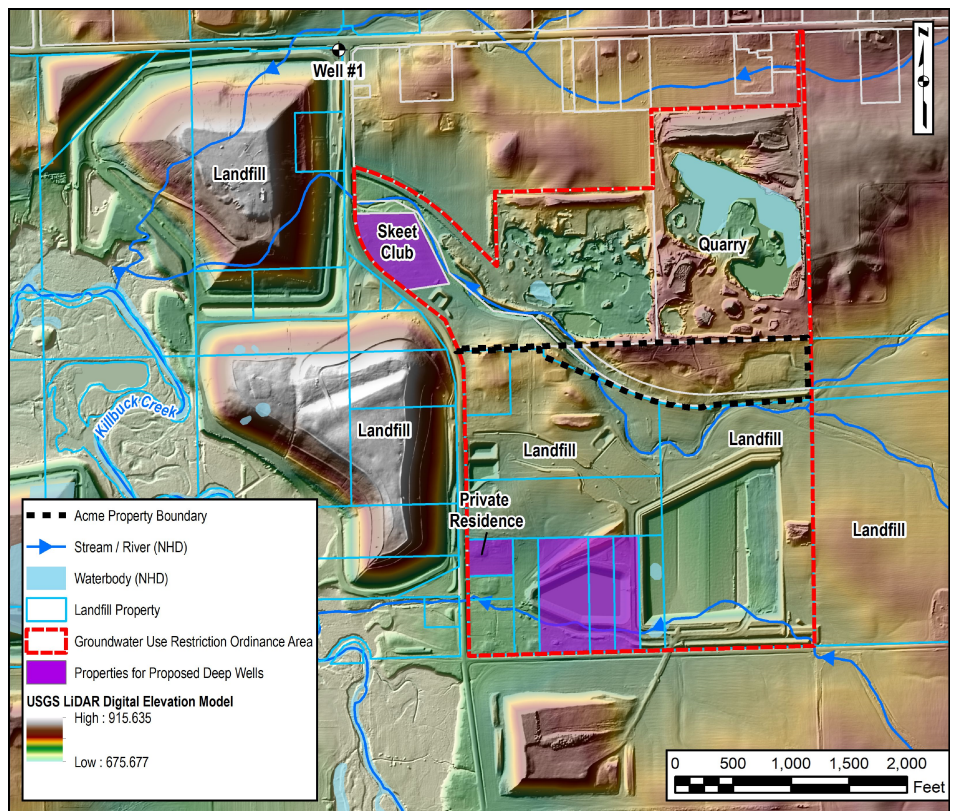 N
Well #1
Landfill
Skeet
Club
Quarry
Killbuck Creek
Landfill
Landfill
Landfill
Private
Residence
Landfill
Acme Property Boundary
Stream / River (NHD)
Waterbody (NHD)
Landfill Property
Groundwater Use Restriction Ordinance Area
Properties for Proposed Deep Wells
USGS LiDAR Digital Elevation Model
High : 915.635
Low : 675.677
0 500 1,000 1,500 2,000
Feet